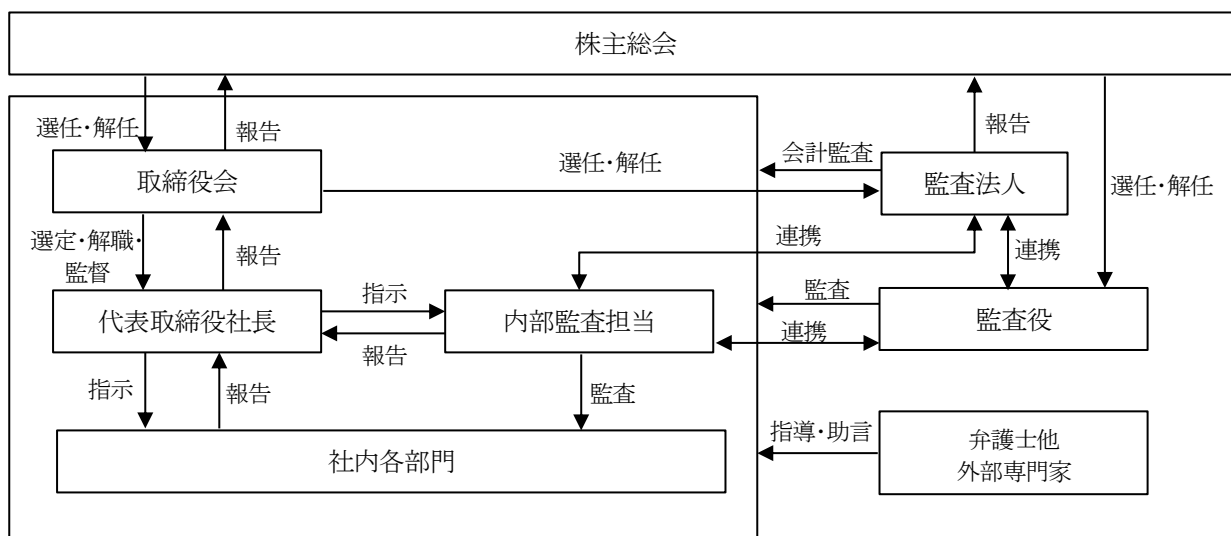 株主総会
選任・解任
報告
報告
取締役会
選任・解任
会計監査
監査法人
選任・解任
選定・解職・
監督
報告
連携
連携
代表取締役社長
指示
報告
内部監査担当
監査
連携
監査役
指示
報告
監査
社内各部門
指導・助言
弁護士他
外部専門家